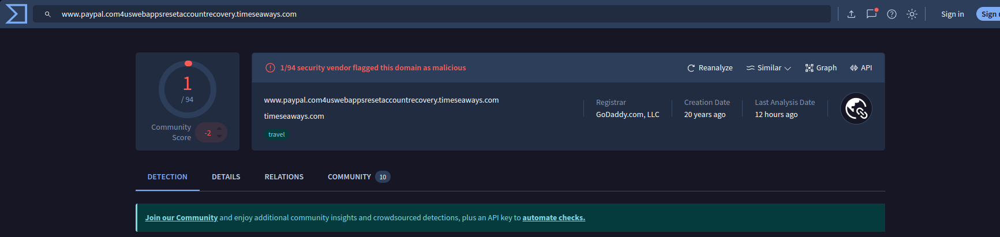 www.paypal.com4uswebappsresetaccountrecovery.timeseaways.com
Sign in
Sign u
1
/ 94
Community
Score
-2
1/94 security vendor flagged this domain as malicious
Reanalyze
Similar
Graph
API
www.paypal.com4uswebappsresetaccountrecovery.timeseaways.com
timeseaways.com
travel
Registrar
GoDaddy.com, LLC
Creation Date
20 years ago
Last Analysis Date
12 hours ago
DETECTION
DETAILS
RELATIONS
COMMUNITY 10
Join our Community and enjoy additional community insights and crowdsourced detections, plus an API key to automate checks.